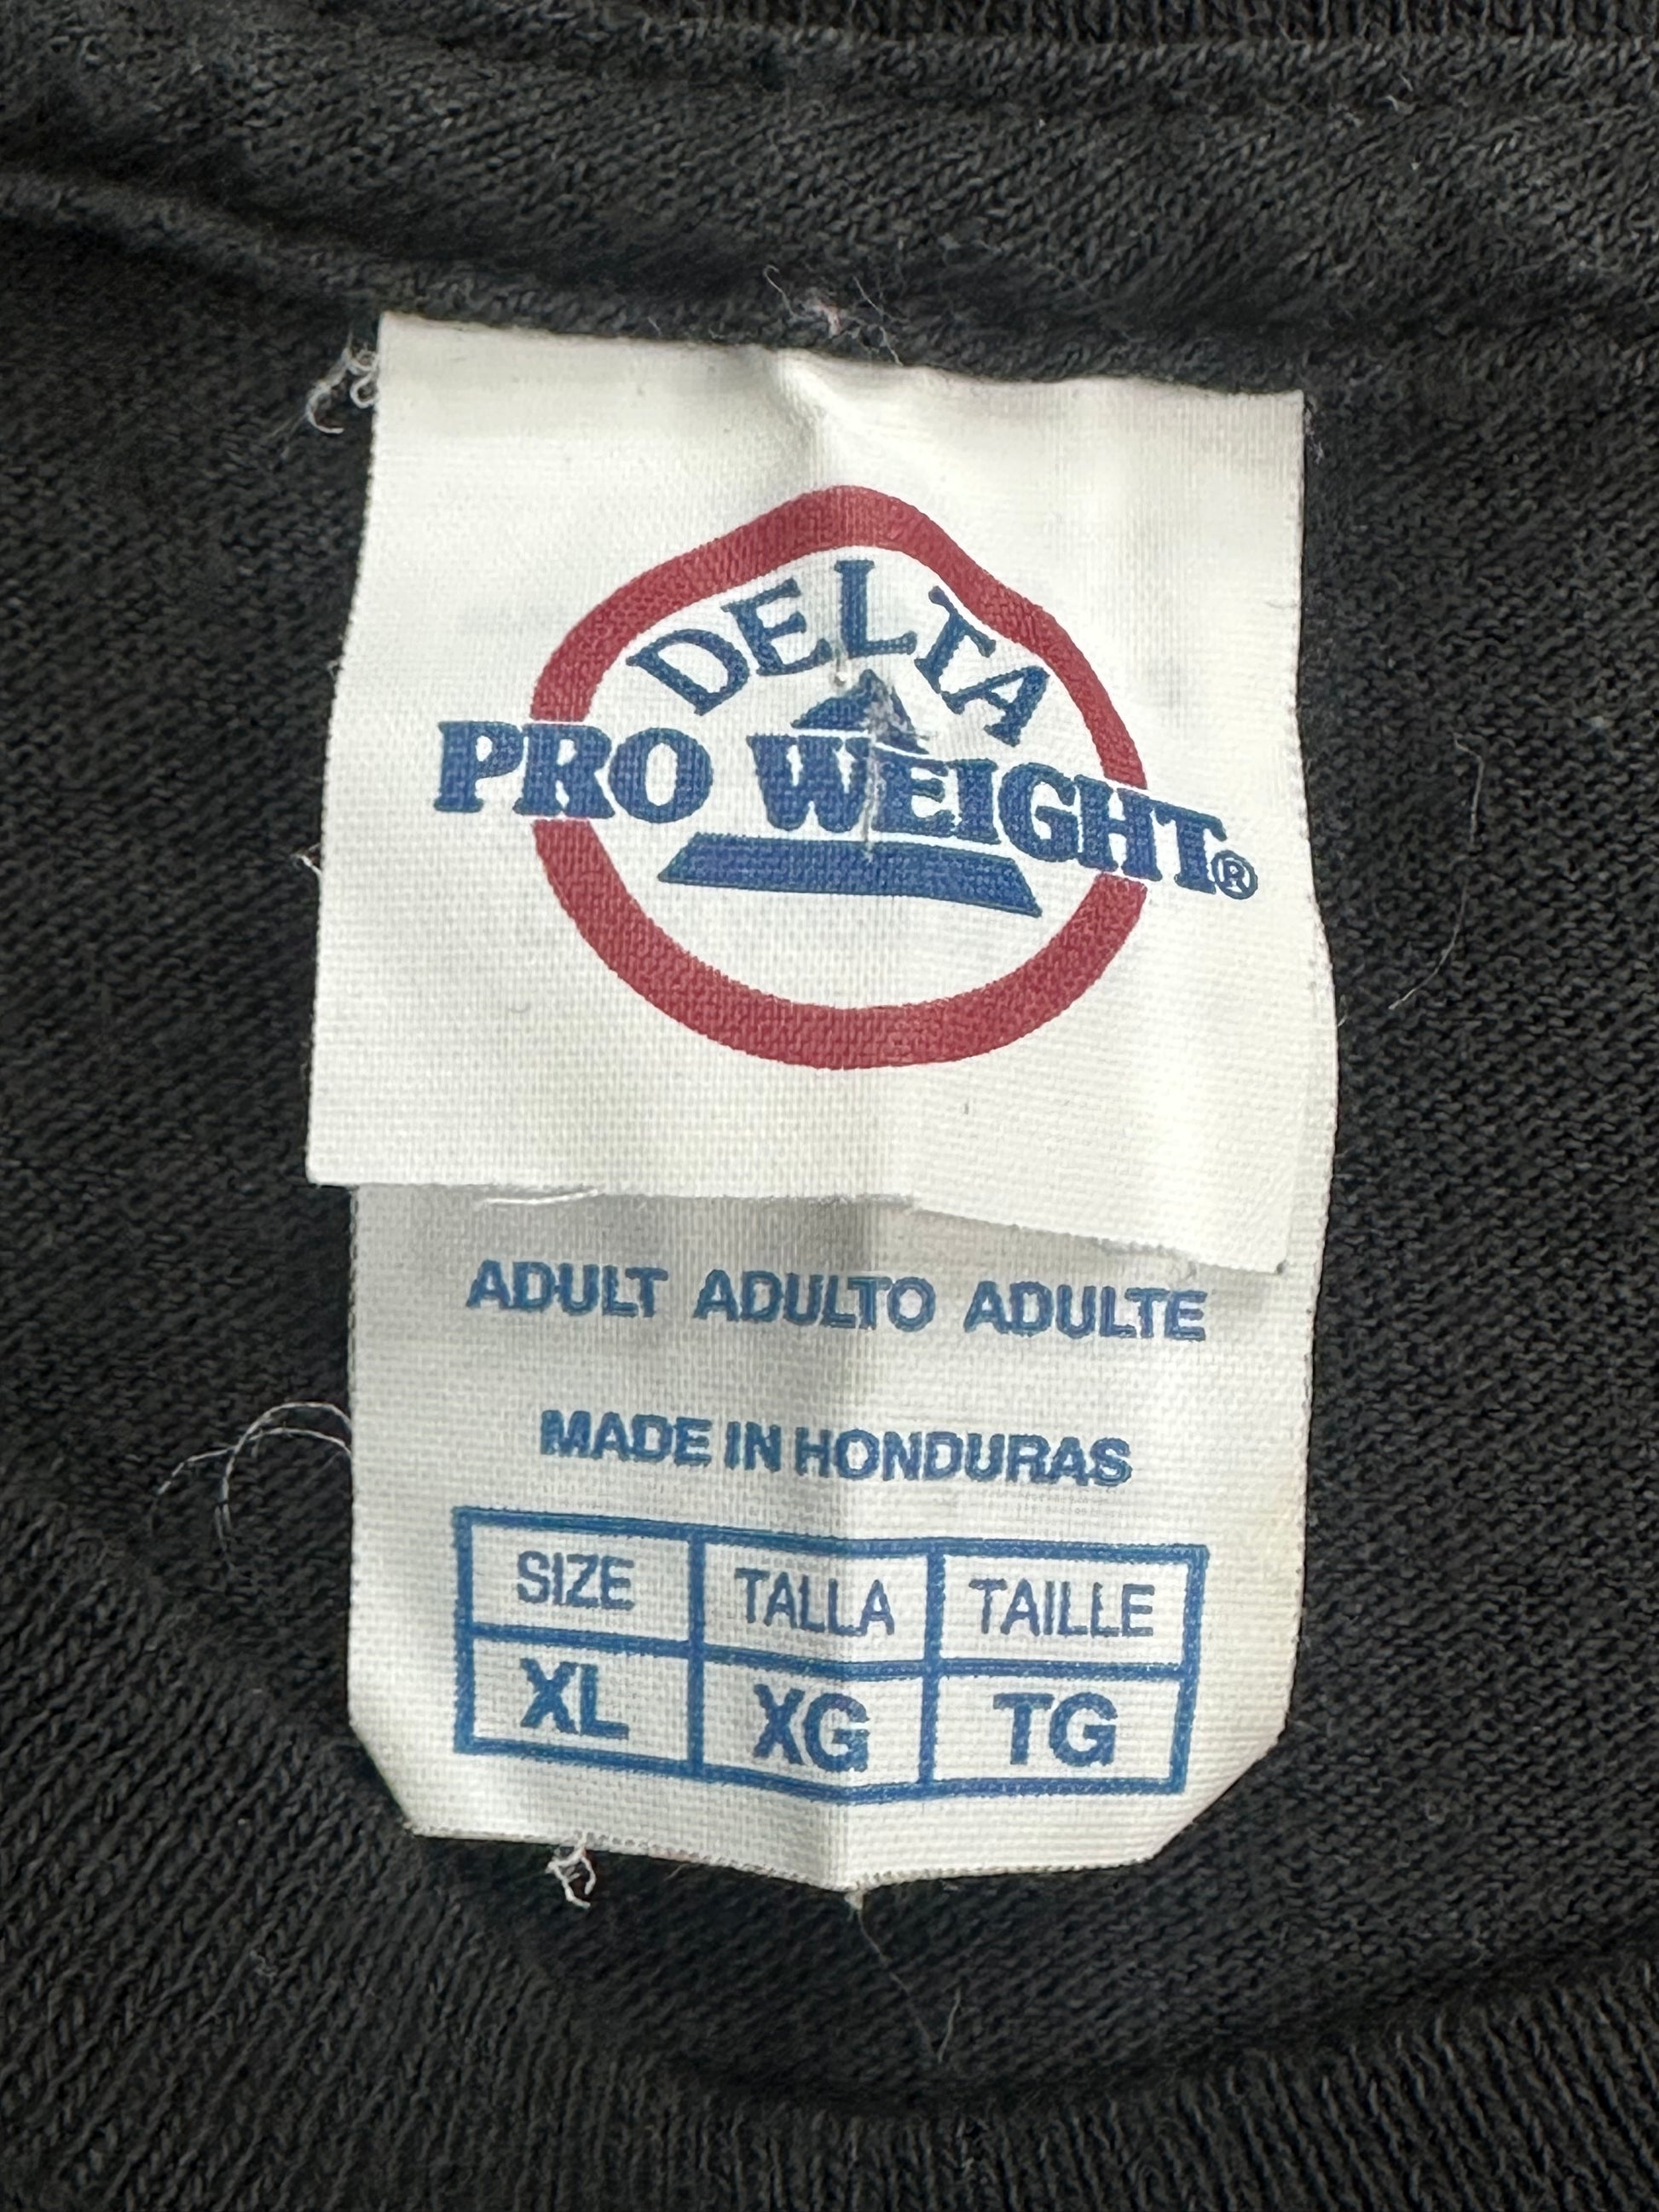 DELTA
PRO WEIGHT®
ADULT ADULTO ADULTE
MADE IN HONDURAS
SIZE TALLA TAILLE
XL XG TG